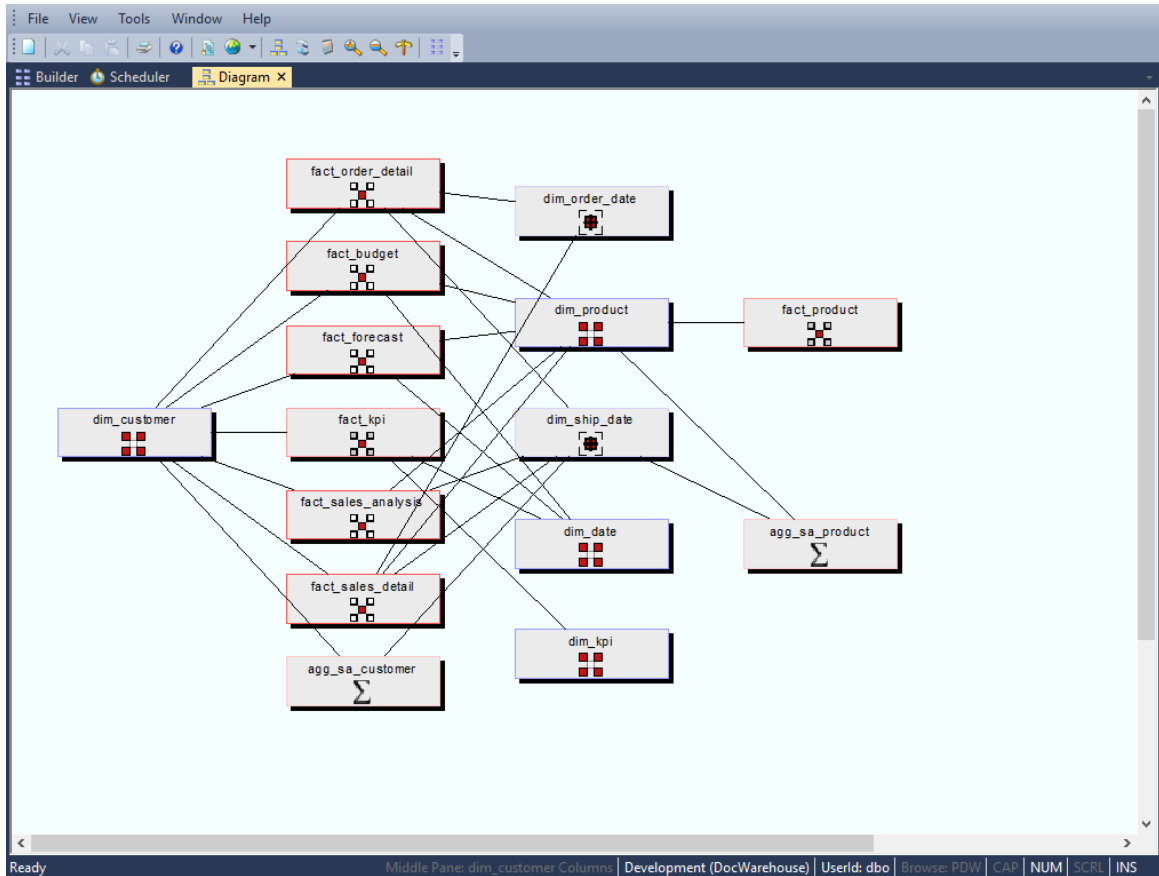 File View Tools Window Help
Builder Scheduler Diagram
fact_order_detail
dim_order_date
fact_budget
dim_product
fact_product
fact_forecast
dim_customer
fact_kpi
dim_ship_date
fact_sales_analysis
dim_date
agg_sa_product
Σ
fact_sales_detail
dim_kpi
agg_sa_customer
Σ
Ready Middle Pane: dim_customer Columns Development (DocWarehouse) UserId: dbo Browse: PDW CAP NUM SCRL INS